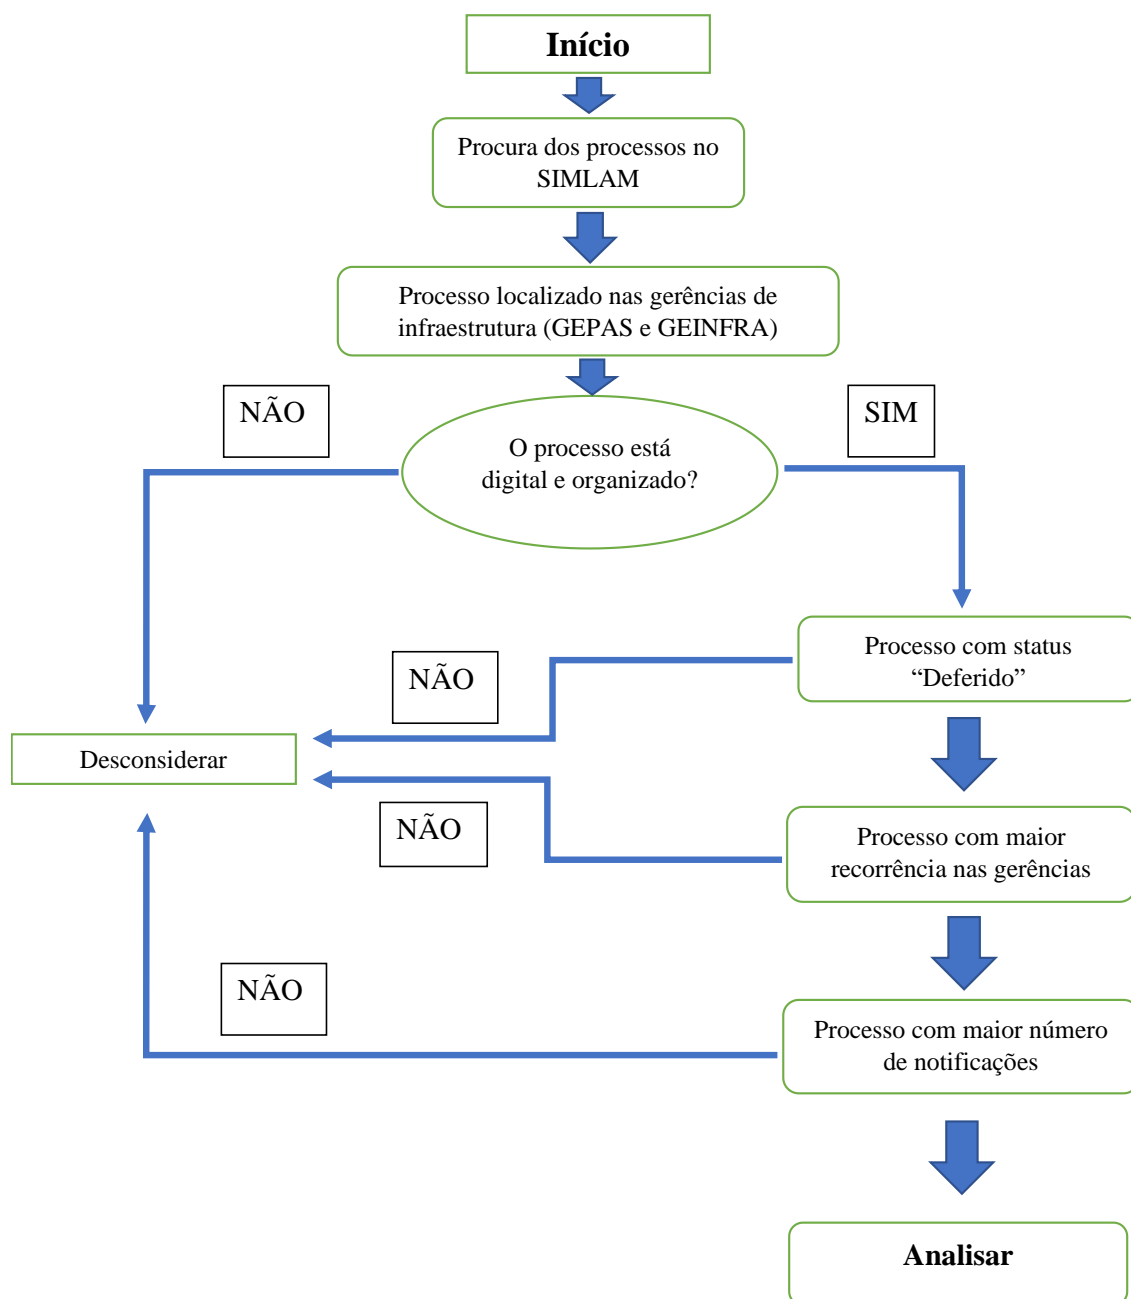 Início
Procura dos processos no
SIMLAM
Processo localizado nas gerências de
infraestrutura (GEPAS e GEINFRA)
NÃO
SIM
O processo está
digital e organizado?
Processo com status
“Deferido”
NÃO
Desconsiderar
NÃO
Processo com maior
recorrência nas gerências
NÃO
Processo com maior número
de notificações
Analisar